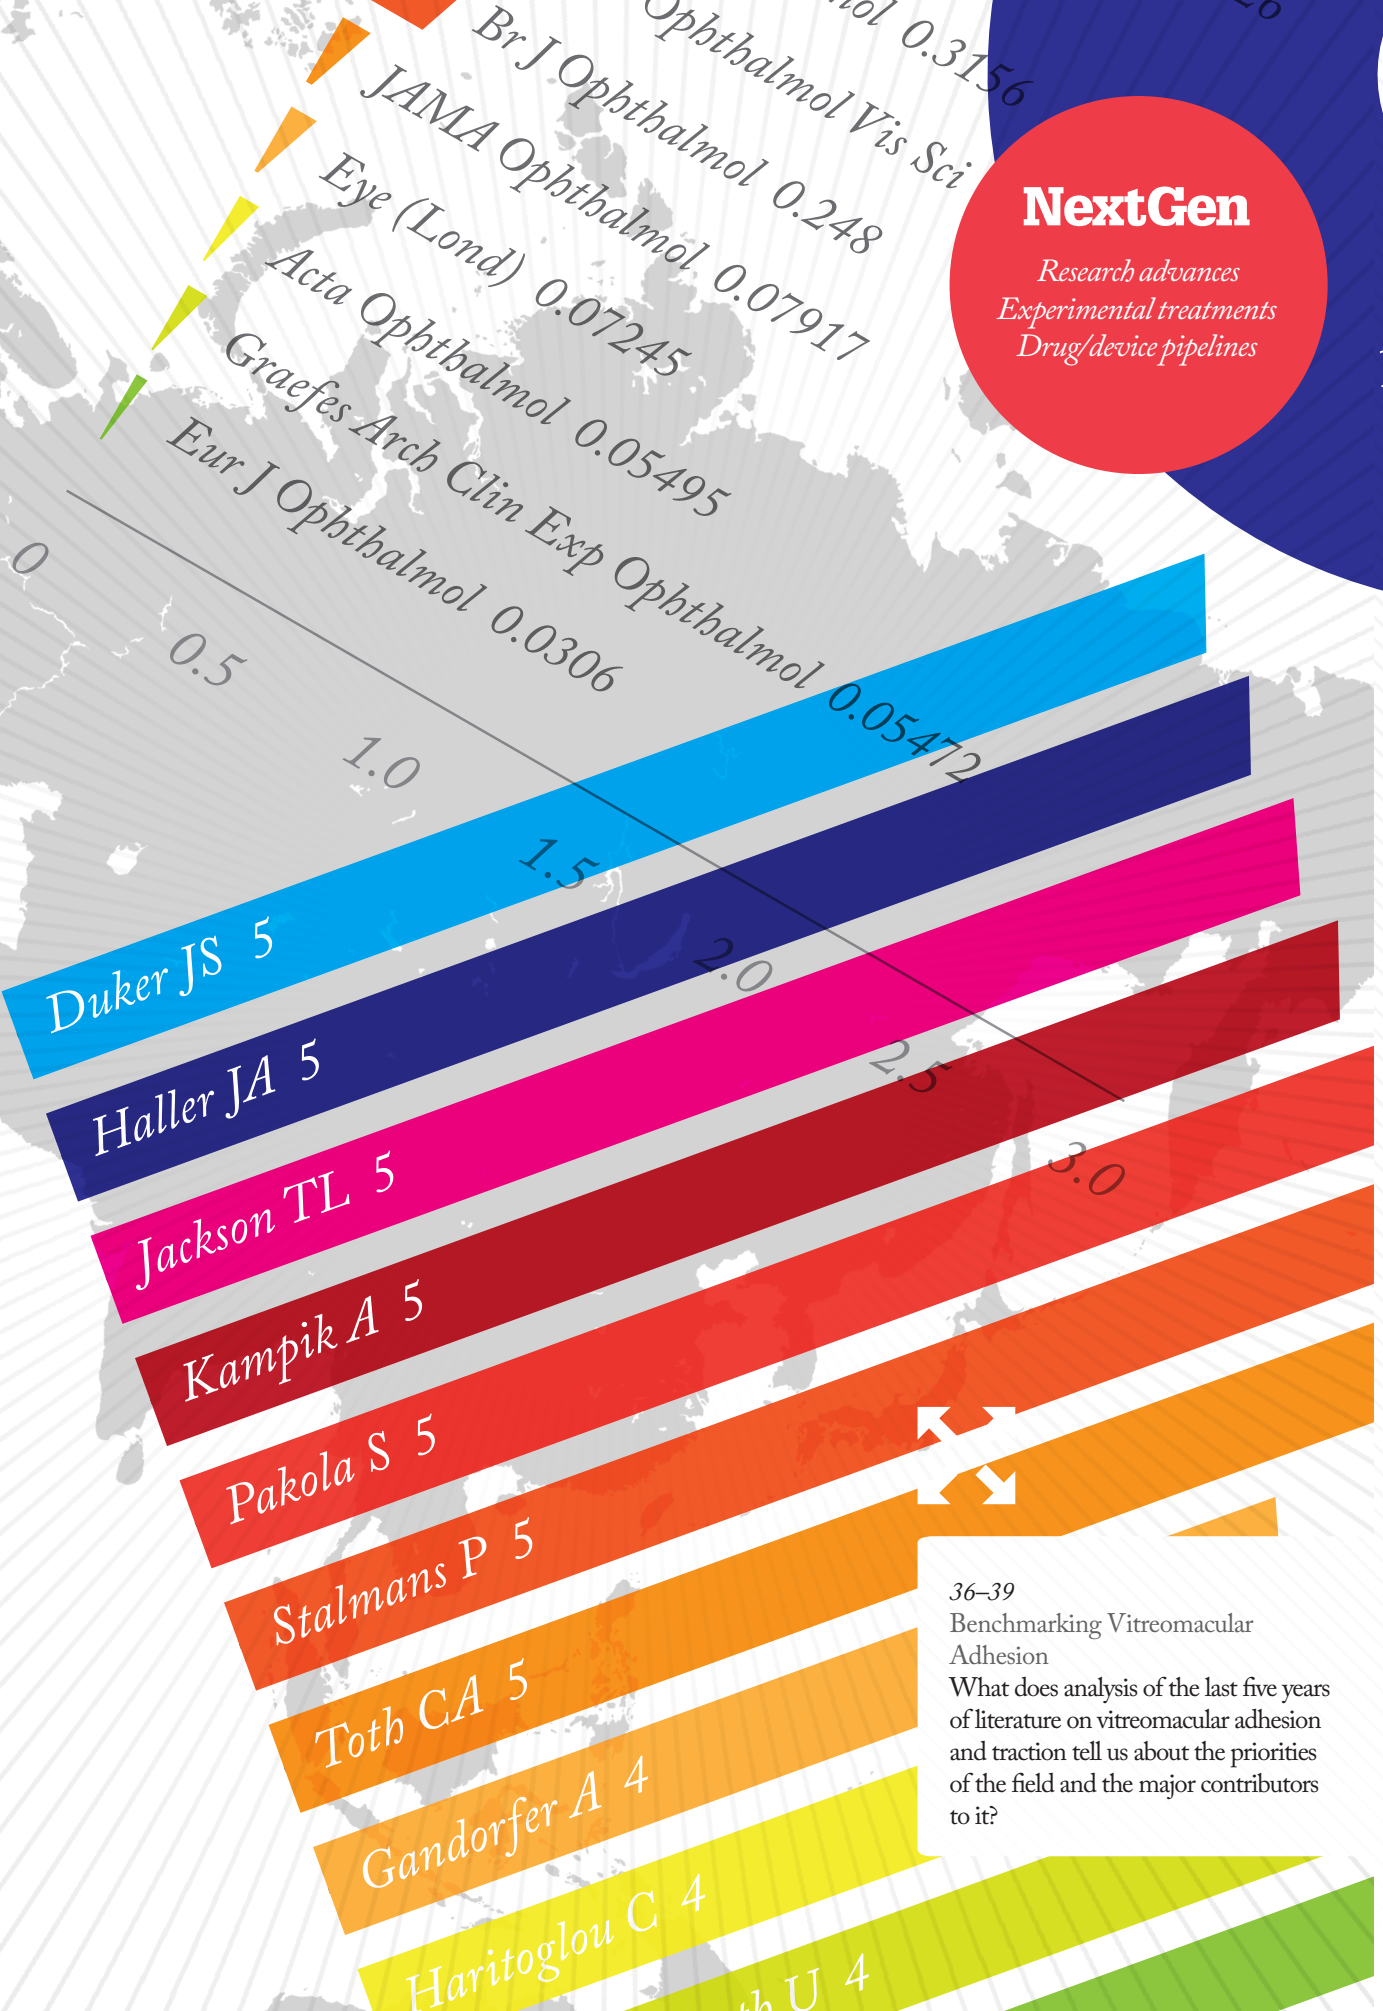 mol 0.3156
Ophthalmol Vis Sci
Br J Ophthalmol 0.248
JAMA Ophthalmol 0.07917
Eye (Lond) 0.07245
Acta Ophthalmol 0.05495
Graefes Arch Clin Exp Ophthalmol 0.05472
Eur J Ophthalmol 0.0306
0
0.5
1.0
1.5
2.0
2.5
3.0
NextGen
Research advances
Experimental treatments
Drug/device pipelines
Duker JS 5
Haller JA 5
Jackson TL 5
Kampik A 5
Pakola S 5
Stalmans P 5
Toth CA 5
Gandorfer A 4
Haritoglou C 4
U 4
36–39
Benchmarking Vitreomacular
Adhesion
What does analysis of the last five years
of literature on vitreomacular adhesion
and traction tell us about the priorities
of the field and the major contributors
to it?